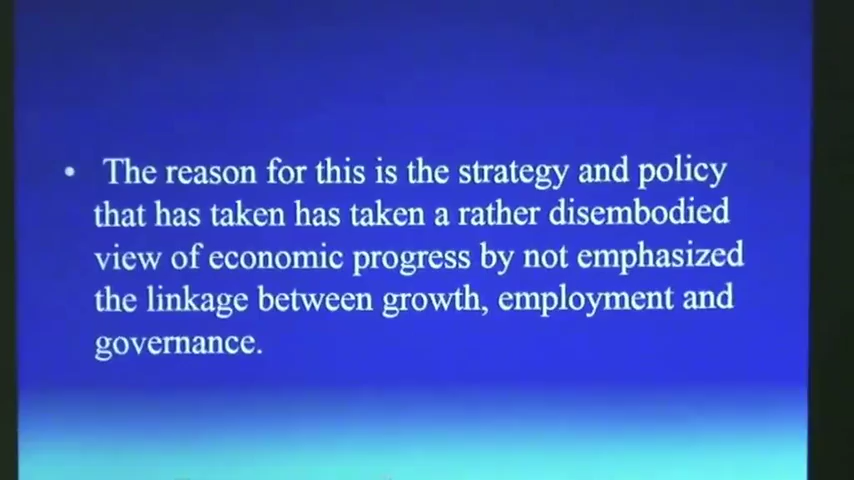 • The reason for this is the strategy and policy
that has taken has taken a rather disembodied
view of economic progress by not emphasized
the linkage between growth, employment and
governance.